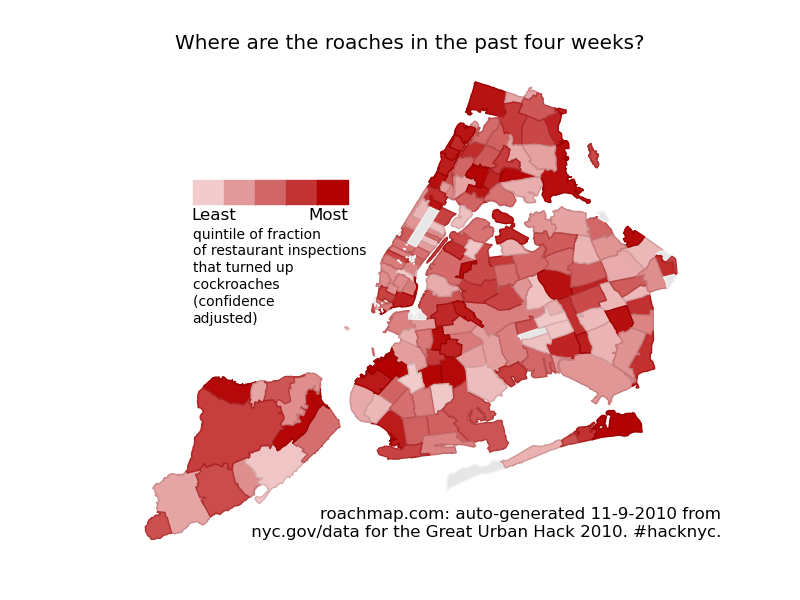 Where are the roaches in the past four weeks?
Least Most
quintile of fraction
of restaurant inspections
that turned up
cockroaches
(confidence
adjusted)
roachmap.com: auto-generated 11-9-2010 from
nyc.gov/data for the Great Urban Hack 2010. #hacknyc.